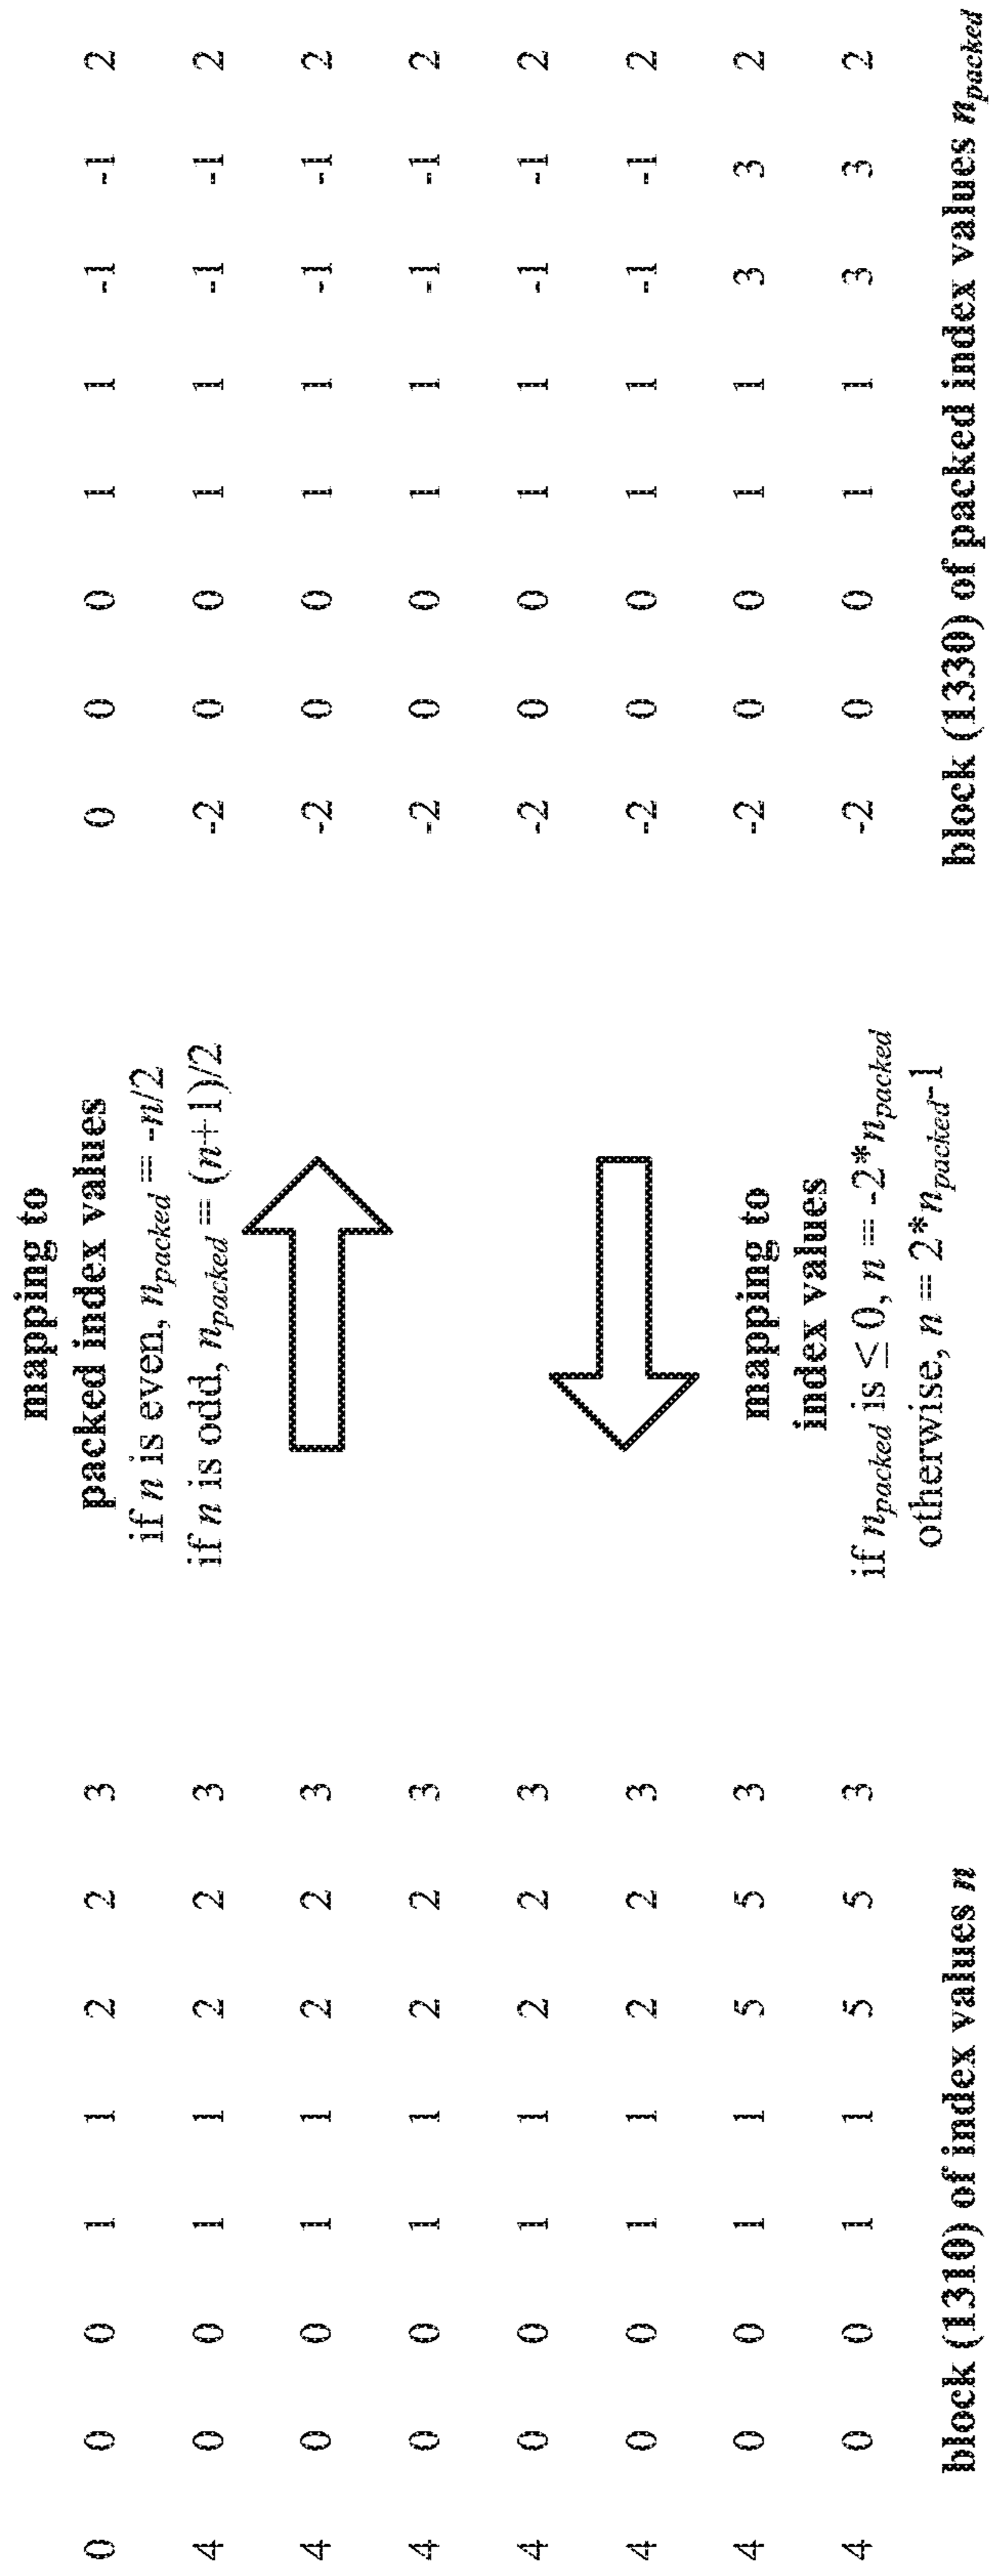 0 0 0 1 1 2 2 3
4 0 0 1 1 2 2 3
4 0 0 1 1 2 2 3
4 0 0 1 1 2 2 3
4 0 0 1 1 2 2 3
4 0 0 1 1 2 2 3
4 0 0 1 1 5 5 3
4 0 0 1 1 5 5 3
block (1310) of index values n
mapping to
packed index values
if n is even, n_packed = -n/2
if n is odd, n_packed = (n+1)/2
mapping to
index values
if n_packed is ≤ 0, n = -2*n_packed
otherwise, n = 2*n_packed-1
0 0 0 1 1 -1 -1 2
-2 0 0 1 1 -1 -1 2
-2 0 0 1 1 -1 -1 2
-2 0 0 1 1 -1 -1 2
-2 0 0 1 1 -1 -1 2
-2 0 0 1 1 -1 -1 2
-2 0 0 1 1 3 3 2
-2 0 0 1 1 3 3 2
block (1330) of packed index values n_packed